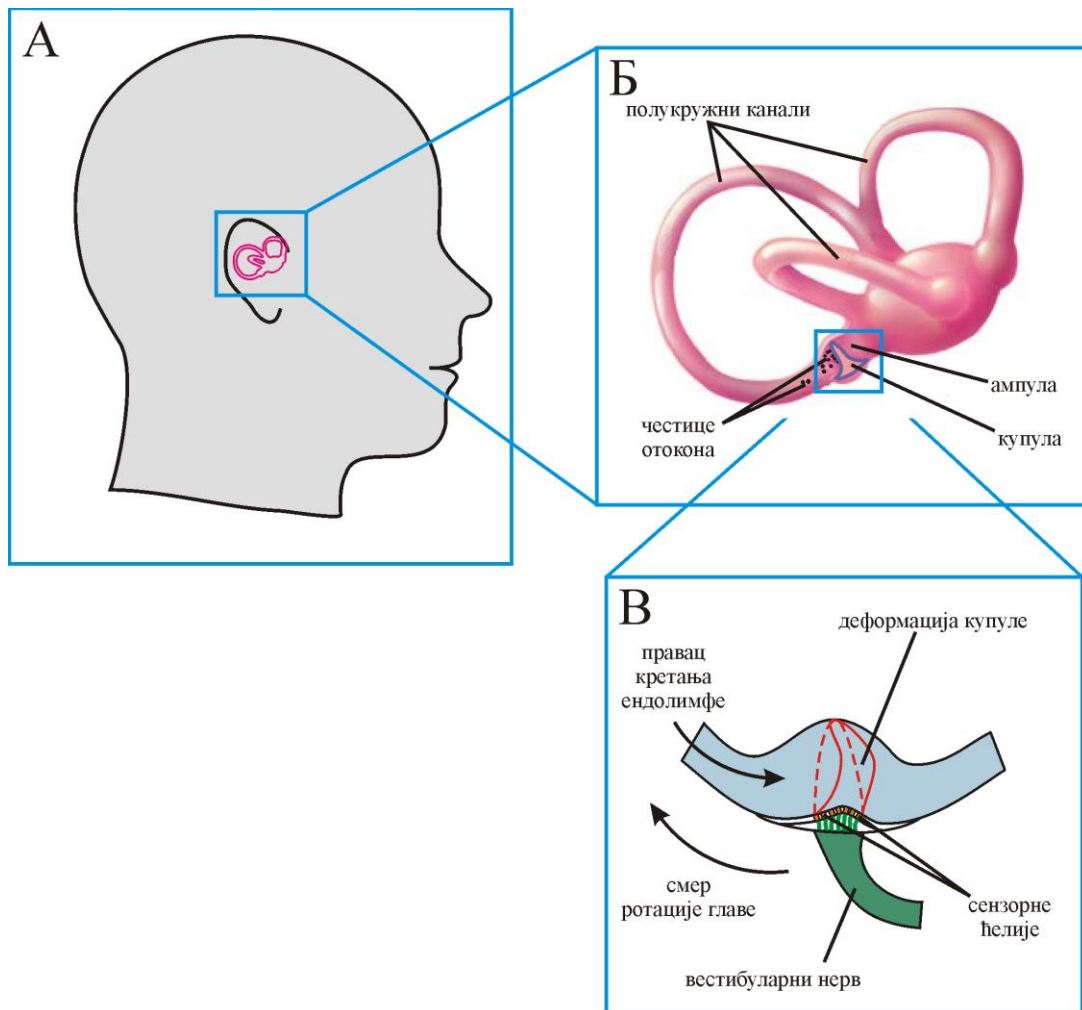 А
Б
полукружни канали
ампула
честице
отокона
купула
В
деформација купуле
правац
кретања
ендолимфе
смер
ротације главе
сензорне
ћелије
вестибуларни нерв